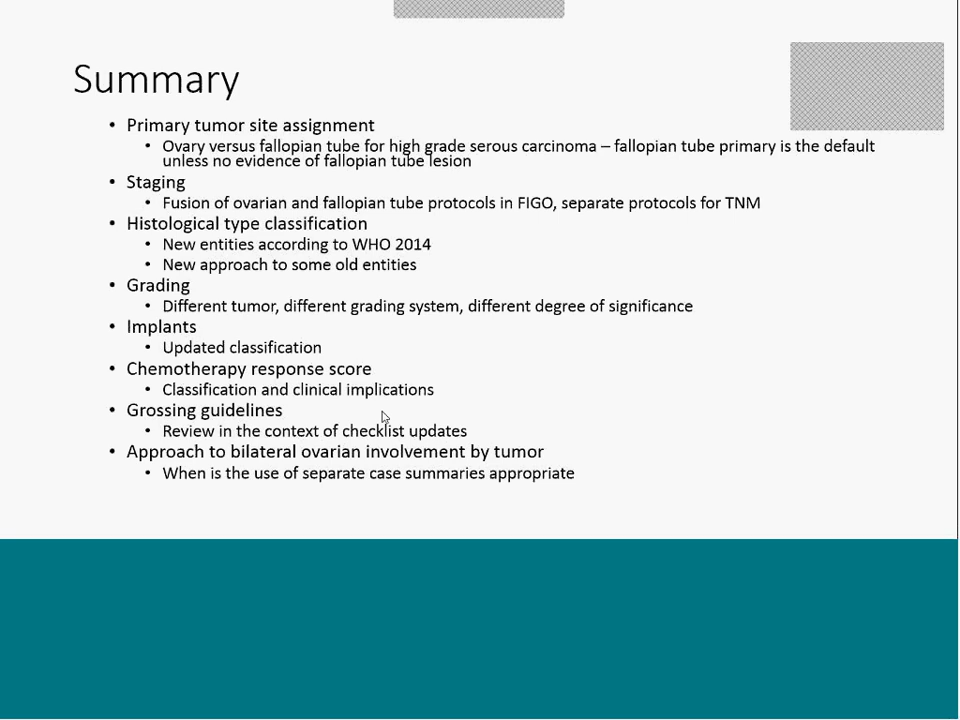 Summary
• Primary tumor site assignment
• Ovary versus fallopian tube for high grade serous carcinoma – fallopian tube primary is the default
unless no evidence of fallopian tube lesion
• Staging
• Fusion of ovarian and fallopian tube protocols in FIGO, separate protocols for TNM
• Histological type classification
• New entities according to WHO 2014
• New approach to some old entities
• Grading
• Different tumor, different grading system, different degree of significance
• Implants
• Updated classification
• Chemotherapy response score
• Classification and clinical implications
• Grossing guidelines
• Review in the context of checklist updates
• Approach to bilateral ovarian involvement by tumor
• When is the use of separate case summaries appropriate